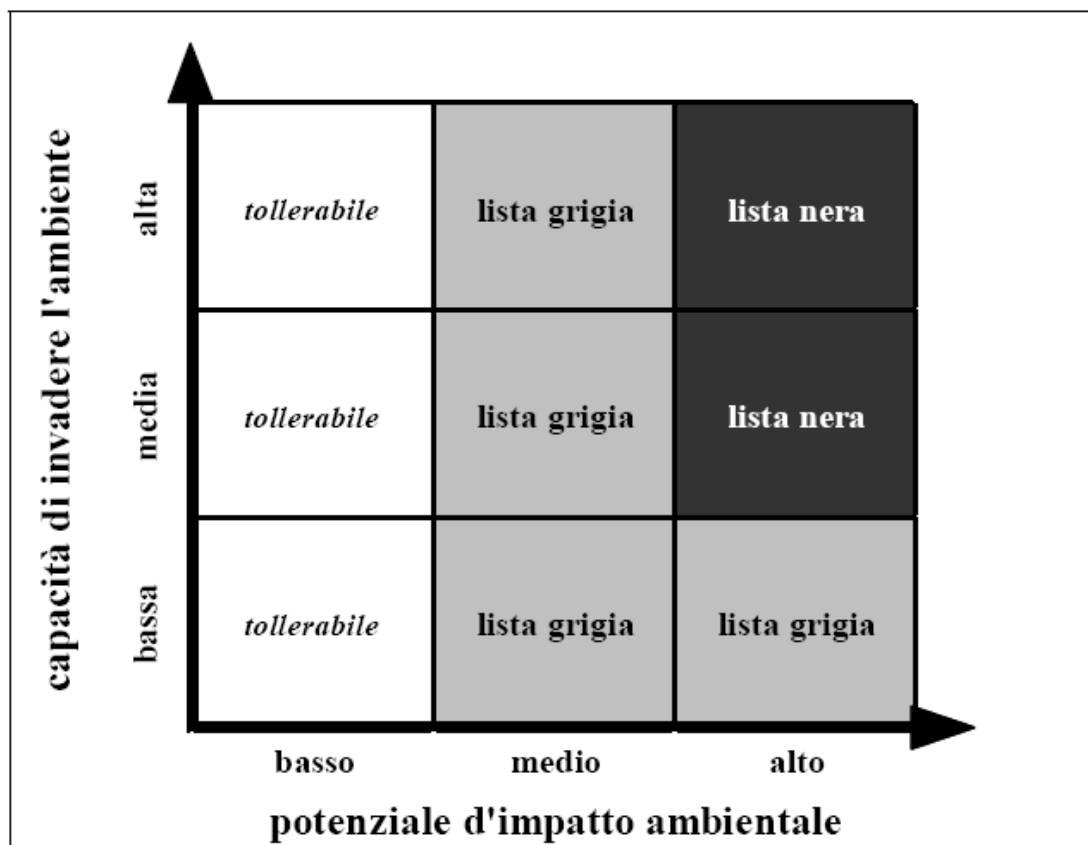 capacità di invadere l'ambiente
alta
tollerabile
lista grigia
lista nera
media
tollerabile
lista grigia
lista nera
bassa
tollerabile
lista grigia
lista grigia
basso
medio
alto
potenziale d'impatto ambientale